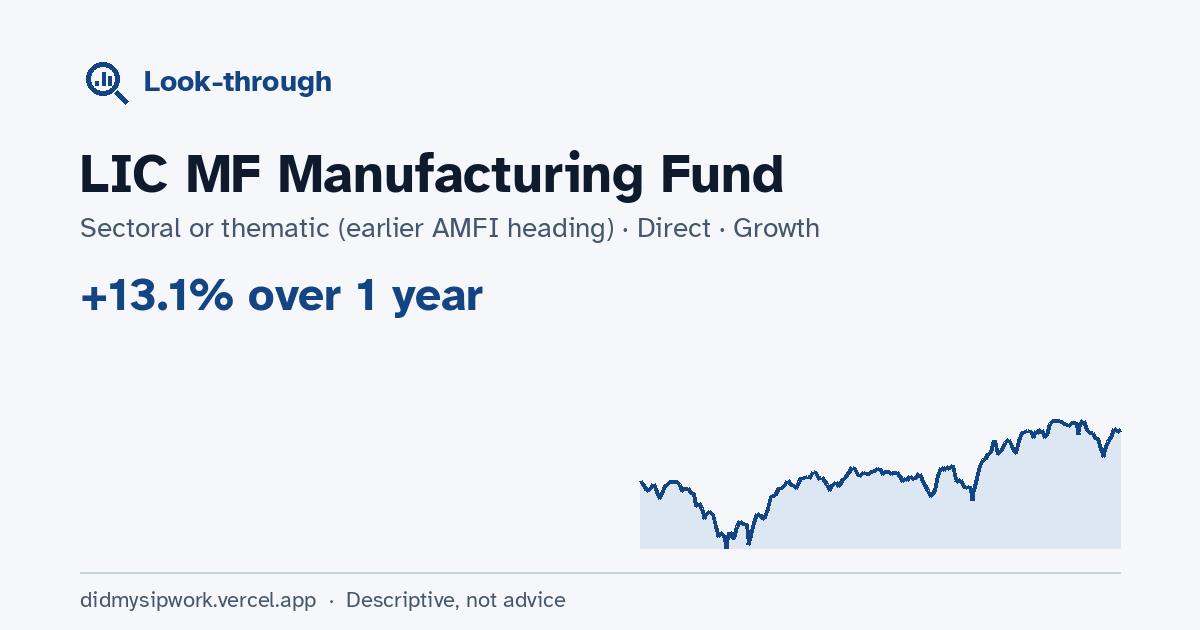 Look-through
LIC MF Manufacturing Fund
Sectoral or thematic (earlier AMFI heading) · Direct · Growth
+13.1% over 1 year
didmysipwork.vercel.app · Descriptive, not advice